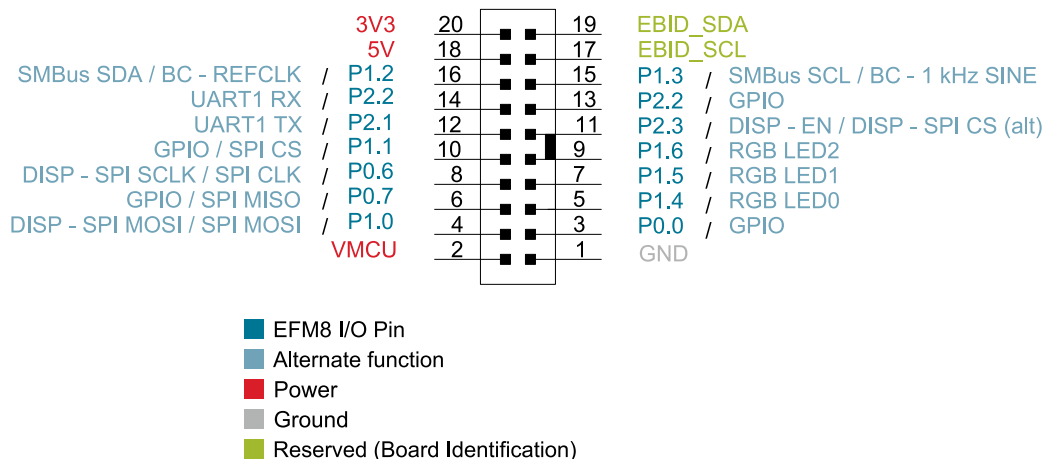 3V3 20 19 EBID_SDA
5V 18 17 EBID_SCL
SMBus SDA / BC - REFCLK / P1.2 16 15 P1.3 / SMBus SCL / BC - 1 kHz SINE
UART1 RX / P2.2 14 13 P2.2 / GPIO
UART1 TX / P2.1 12 11 P2.3 / DISP - EN / DISP - SPI CS (alt)
GPIO / SPI CS / P1.1 10 9 P1.6 / RGB LED2
DISP - SPI SCLK / SPI CLK / P0.6 8 7 P1.5 / RGB LED1
GPIO / SPI MISO / P0.7 6 5 P1.4 / RGB LED0
DISP - SPI MOSI / SPI MOSI / P1.0 4 3 P0.0 / GPIO
VMCU 2 1 GND
EFM8 I/O Pin
Alternate function
Power
Ground
Reserved (Board Identification)